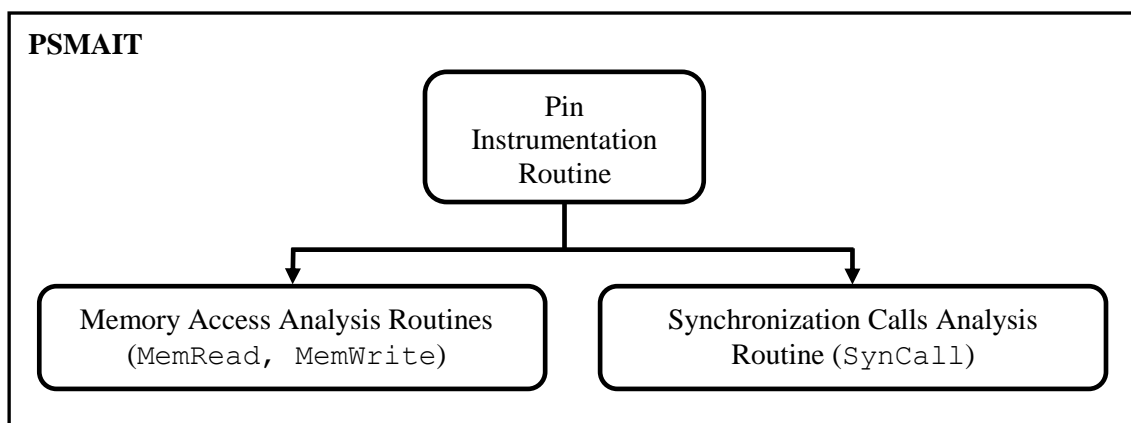 PSMAIT
Pin
Instrumentation
Routine
Memory Access Analysis Routines
(MemRead, MemWrite)
Synchronization Calls Analysis
Routine (SynCall)